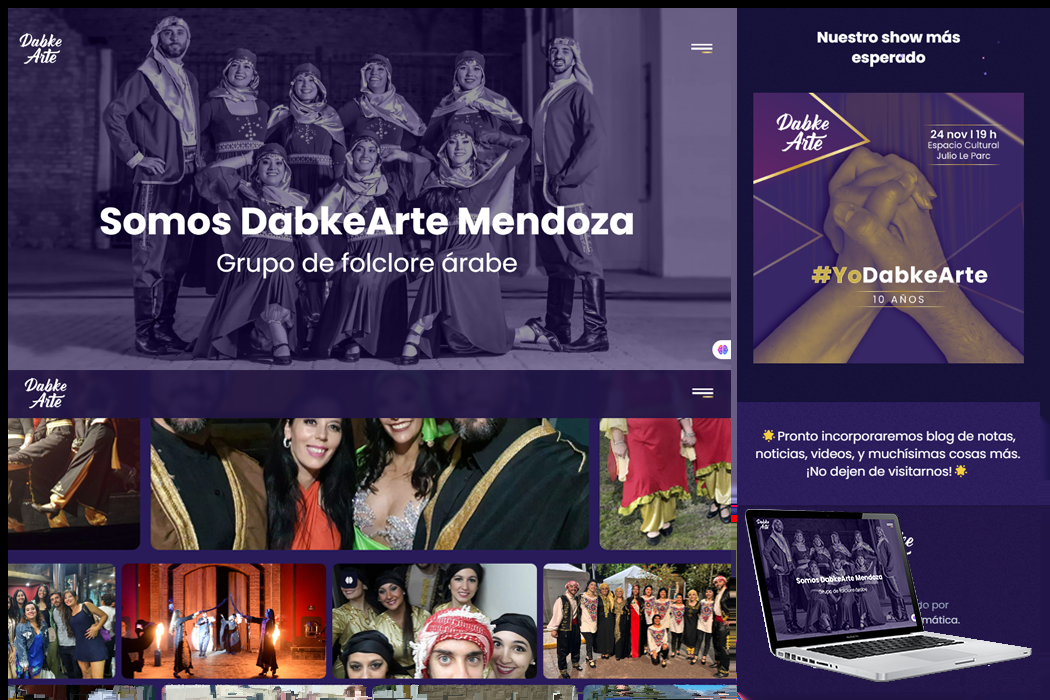 Dabke
Arte
Somos DabkeArte Mendoza
Grupo de folclore árabe
Dabke
Arte
Nuestro show más
esperado
Dabke
Arte
24 nov | 19 h
Espacio Cultural
Julio Le Parc
#YoDabkeArte
10 AÑOS
🌟Pronto incorporaremos blog de notas,
noticias, videos, y muchísimas cosas más.
¡No dejen de visitarnos!🌟
Dabke
Arte
Somos DabkeArte Mendoza
Grupo de folclore árabe
do por
mática.